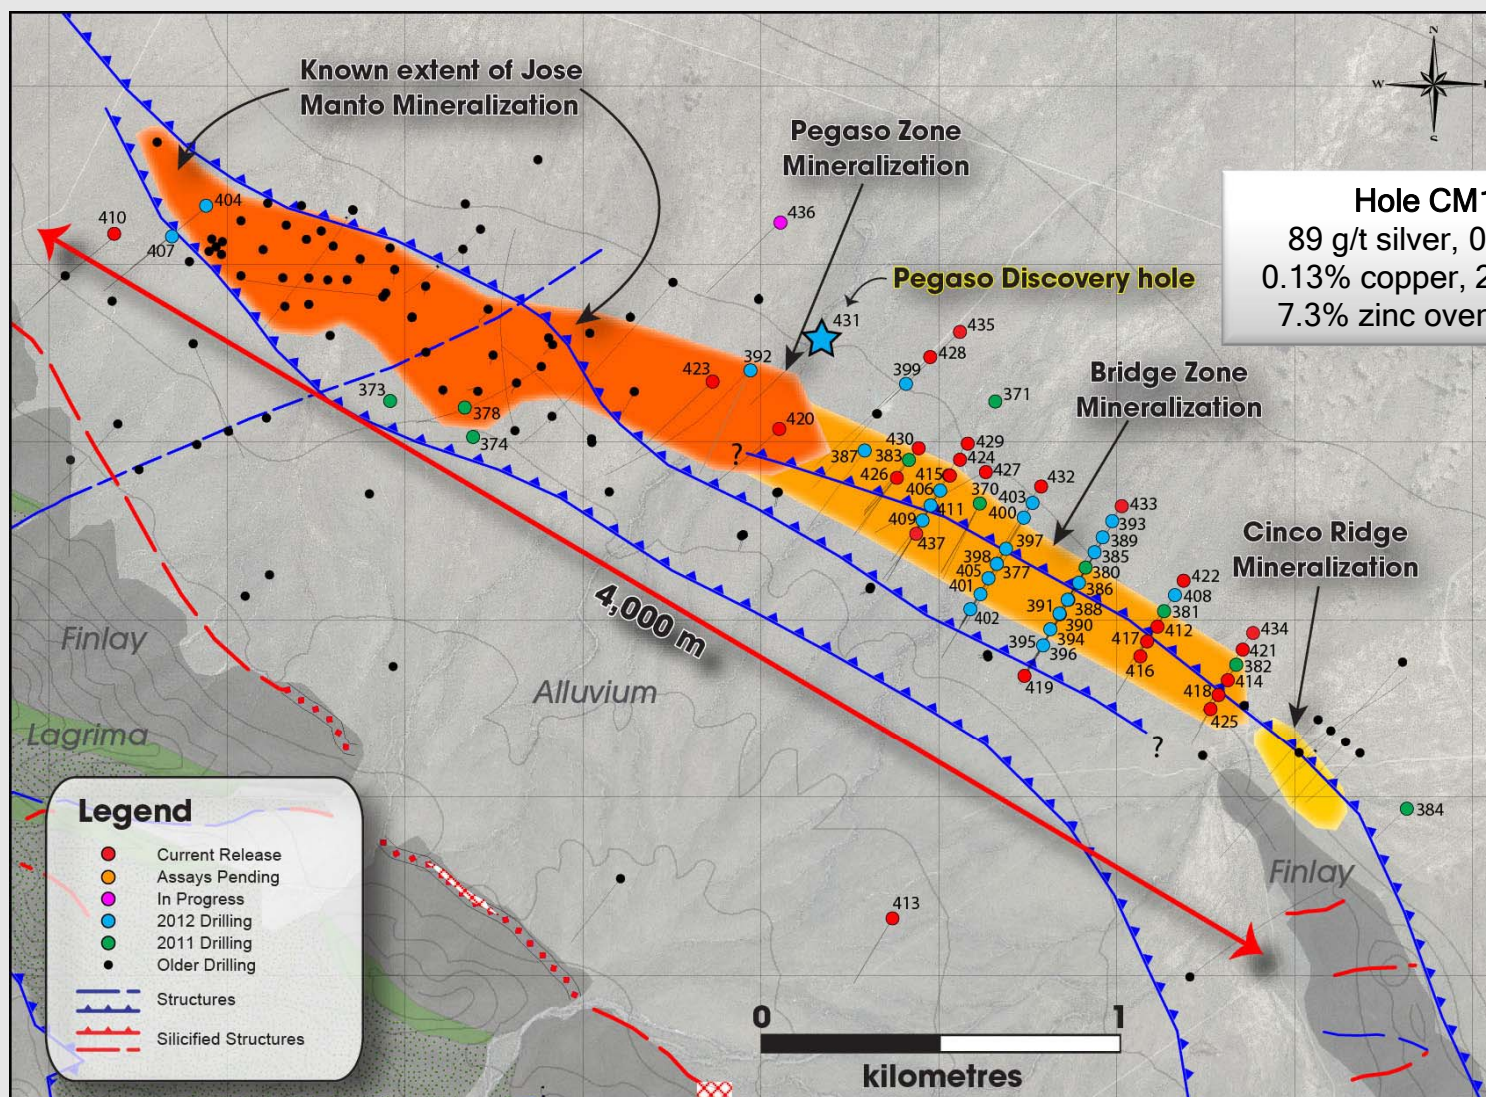 Known extent of Jose
Manto Mineralization
Pegaso Zone
Mineralization
N
W
S
Hole CM1
89 g/t silver, 0
0.13% copper, 2
7.3% zinc over
436
404
410
407
Pegaso Discovery hole
431
435
428
399
392
423
371
Bridge Zone
Mineralization
373
378
374
420
?
387
383
430
429
424
427
426
415
406
370
403
432
400
411
409
437
433
393
389
385
380
386
397
398
377
405
401
402
391
388
390
394
395
396
419
Cinco Ridge
Mineralization
422
408
381
412
417
416
434
421
382
414
418
425
?
384
4,000 m
Finlay
Alluvium
Lagrima
Finlay
413
Legend
Current Release
Assays Pending
In Progress
2012 Drilling
2011 Drilling
Older Drilling
Structures
Silicified Structures
0
1
kilometres